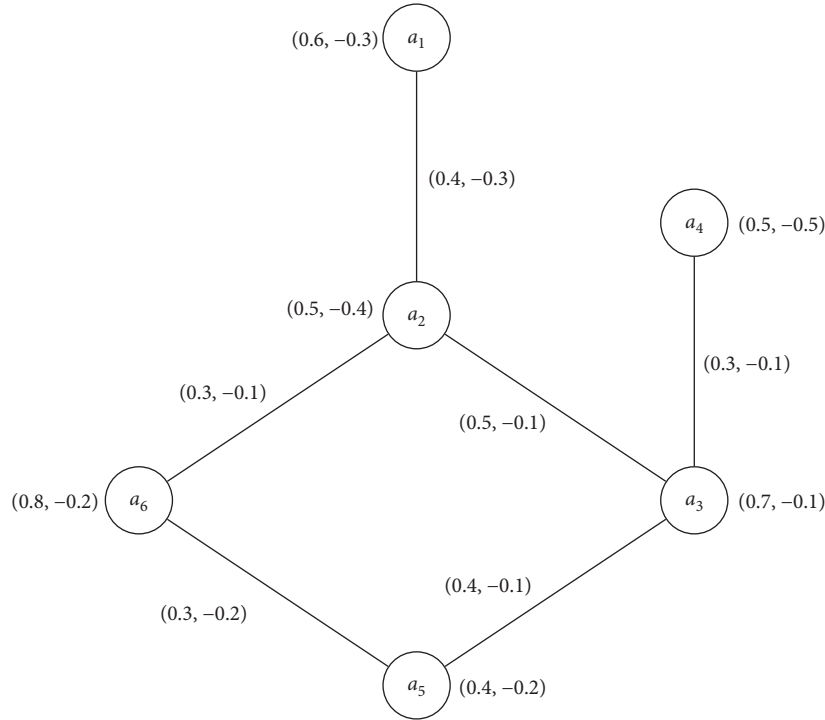 (0.6, −0.3) a1
(0.4, −0.3)
a4 (0.5, −0.5)
(0.5, −0.4) a2
(0.3, −0.1)
(0.3, −0.1)
(0.5, −0.1)
(0.8, −0.2) a6
a3 (0.7, −0.1)
(0.4, −0.1)
(0.3, −0.2)
a5 (0.4, −0.2)